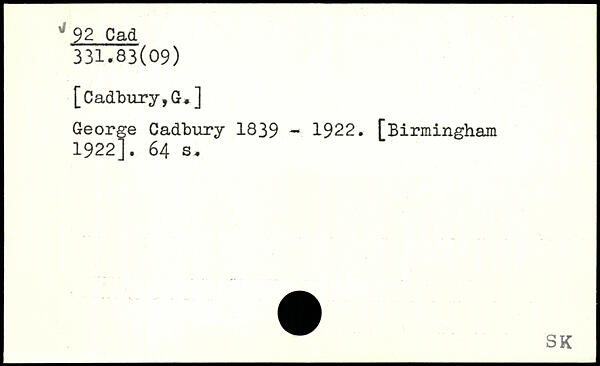 √ 92 Cad
331.83(09)
[Cadbury,G.]
George Cadbury 1839 - 1922. [Birmingham
1922]. 64 s.
SK